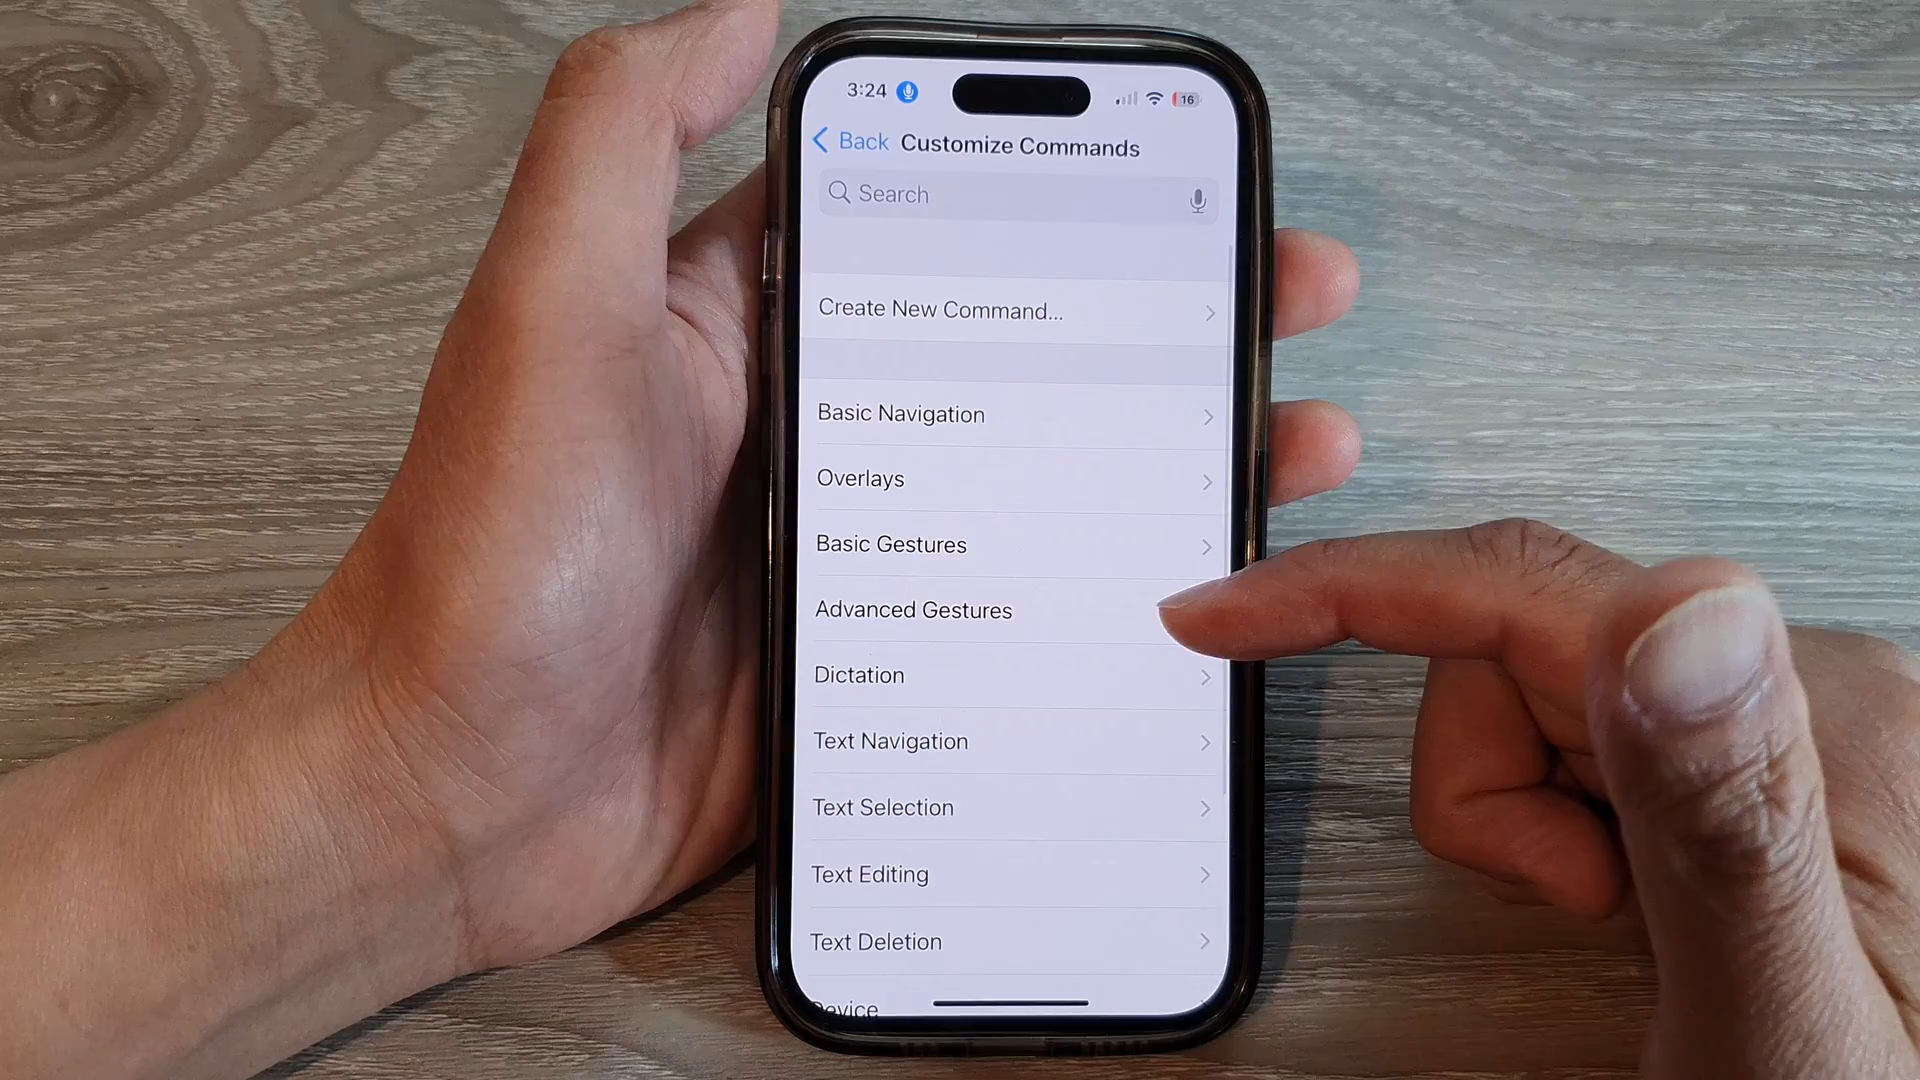 3:24
16
Back Customize Commands
Search
Create New Command...
Basic Navigation
Overlays
Basic Gestures
Advanced Gestures
Dictation
Text Navigation
Text Selection
Text Editing
Text Deletion
Device